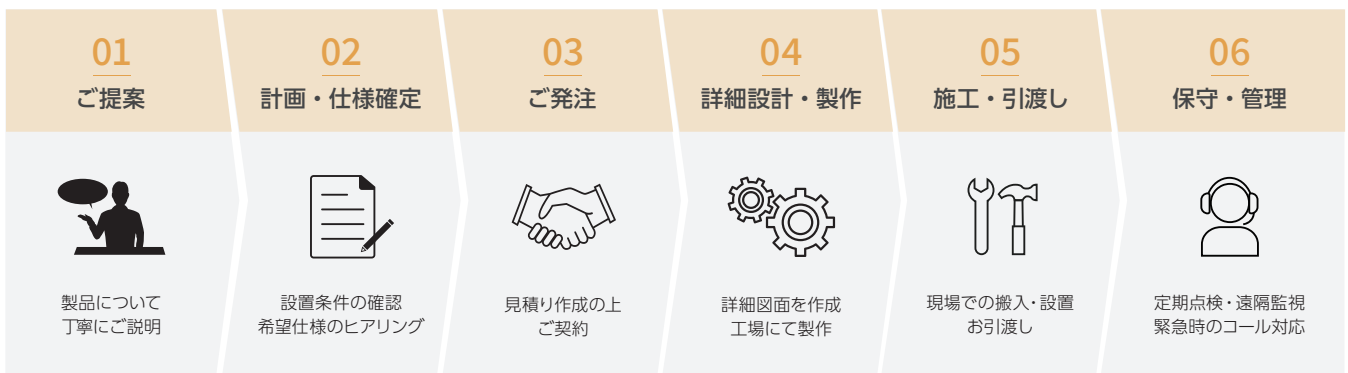 01
ご提案
製品について
丁寧にご説明
02
計画・仕様確定
設置条件の確認
希望仕様のヒアリング
03
ご発注
見積り作成の上
ご契約
04
詳細設計・製作
詳細図面を作成
工場にて製作
05
施工・引渡し
現場での搬入・設置
お引渡し
06
保守・管理
定期点検・遠隔監視
緊急時のコール対応